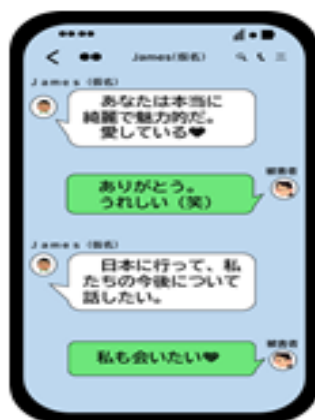 James(仮名)
James (仮名)
あなたは本当に
綺麗で魅力的だ。
愛している❤
被害者
ありがとう。
うれしい（笑）
James (仮名)
日本に行って、私
たちの今後について
話したい。
被害者
私も会いたい❤